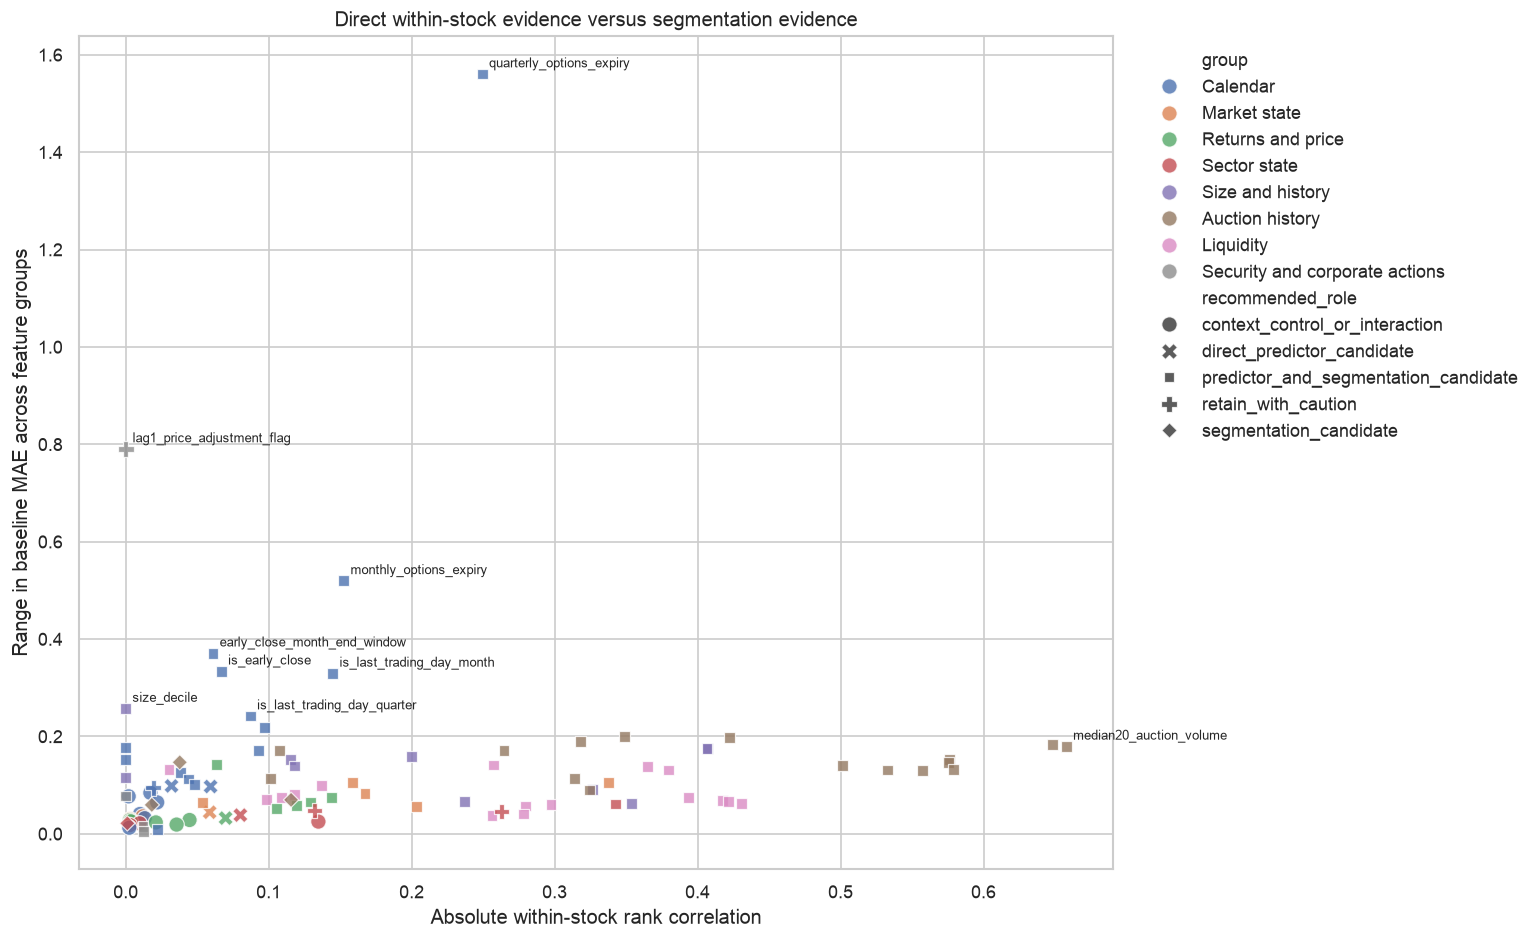 Direct within-stock evidence versus segmentation evidence
Range in baseline MAE across feature groups
1.6
1.4
1.2
1.0
0.8
0.6
0.4
0.2
0.0
quarterly_options_expiry
lag1_price_adjustment_flag
monthly_options_expiry
early_close_month_end_window
is_early_close
is_last_trading_day_month
size_decile
is_last_trading_day_quarter
median20_auction_volume
0.0 0.1 0.2 0.3 0.4 0.5 0.6
Absolute within-stock rank correlation
group
Calendar
Market state
Returns and price
Sector state
Size and history
Auction history
Liquidity
Security and corporate actions
recommended_role
context_control_or_interaction
direct_predictor_candidate
predictor_and_segmentation_candidate
retain_with_caution
segmentation_candidate